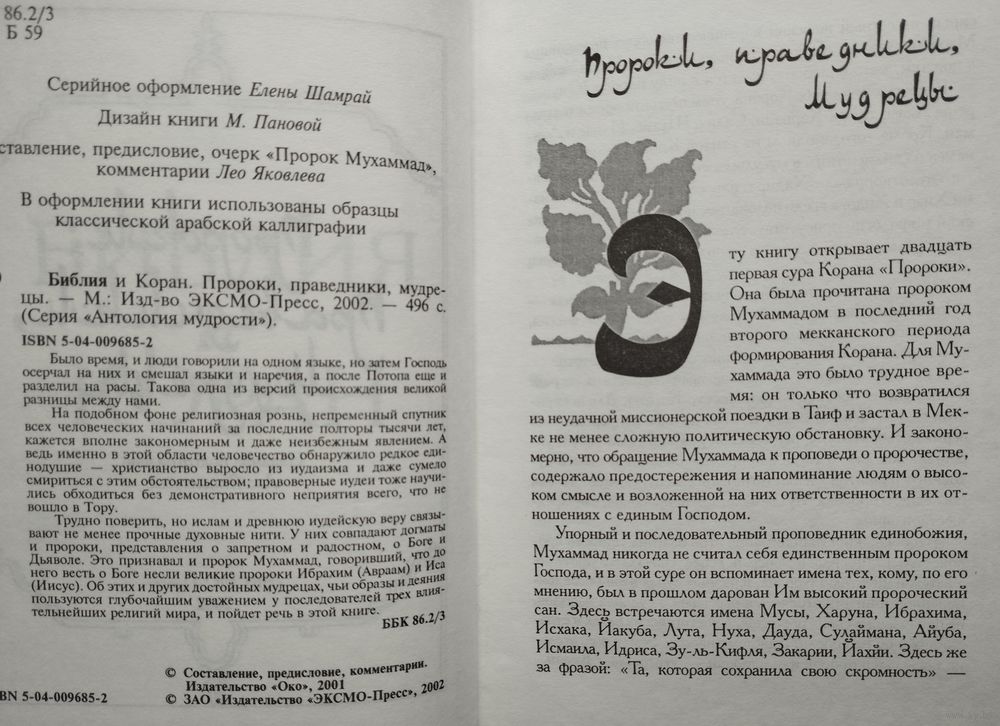 86.2/3
Б 59
Серийное оформление Елены Шамрай
Дизайн книги М. Пановой
ставление, предисловие, очерк «Пророк Мухаммад»,
комментарии Лео Яковлева
В оформлении книги использованы образцы
классической арабской каллиграфии
Библия и Коран. Пророки, праведники, мудре-
цы. — М.: Изд-во ЭКСМО-Пресс, 2002. — 496 с.
(Серия «Антология мудрости»).
ISBN 5-04-009685-2
Было время, и люди говорили на одном языке, но затем Господь
осерчал на них и смешал языки и наречия, а после Потопа еще и
разделил на расы. Такова одна из версий происхождения великой
разницы между нами.
На подобном фоне религиозная рознь, непременный спутник
всех человеческих начинаний за последние полторы тысячи лет,
кажется вполне закономерным и даже неизбежным явлением. А
ведь именно в этой области человечество обнаружило редкое еди-
нодушие — христианство выросло из иудаизма и даже сумело
смириться с этим обстоятельством; правоверные иудеи тоже научи-
лись обходиться без демонстративного неприятия всего, что не
вошло в Тору.
Трудно поверить, но ислам и древнюю иудейскую веру связы-
вают не менее прочные духовные нити. У них совпадают догматы
и пророки, представления о запретном и радостном, о Боге и
Дьяволе. Это признавал и пророк Мухаммад, говоривший, что до
него весть о Боге несли великие пророки Ибрахим (Авраам) и Иса
(Иисус). Об этих и других достойных мудрецах, чьи образы и деяния
пользуются глубочайшим уважением у последователей трех влия-
тельнейших религий мира, и пойдет речь в этой книге.
ББК 86.2/3
© Составление, предисловие, комментарии.
Издательство «Око», 2001
BN 5-04-009685-2
© ЗАО «Издательство «ЭКСМО-Пресс», 2002
Пророки, праведники,
Мудрецы
Э
ту книгу открывает двадцать
первая сура Корана «Пророки».
Она была прочитана пророком
Мухаммадом в последний год
второго мекканского периода
формирования Корана. Для Му-
хаммада это было трудное вре-
мя: он только что возвратился
из неудачной миссионерской поездки в Таиф и застал в Мек-
ке не менее сложную политическую обстановку. И законо-
мерно, что обращение Мухаммада к проповеди о пророчестве,
содержало предостережения и напоминание людям о высо-
ком смысле и возложенной на них ответственности в их от-
ношениях с единым Господом.
Упорный и последовательный проповедник единобожия,
Мухаммад никогда не считал себя единственным пророком
Господа, и в этой суре он вспоминает имена тех, кому, по его
мнению, был в прошлом дарован Им высокий пророческий
сан. Здесь встречаются имена Мусы, Харуна, Ибрахима,
Исхака, Йакуба, Лута, Нуха, Дауда, Сулаймана, Айуба,
Исмаила, Идриса, Зу-ль-Кифля, Закарии, Йахйи. Здесь же
за фразой: «Та, которая сохранила свою скромность» —